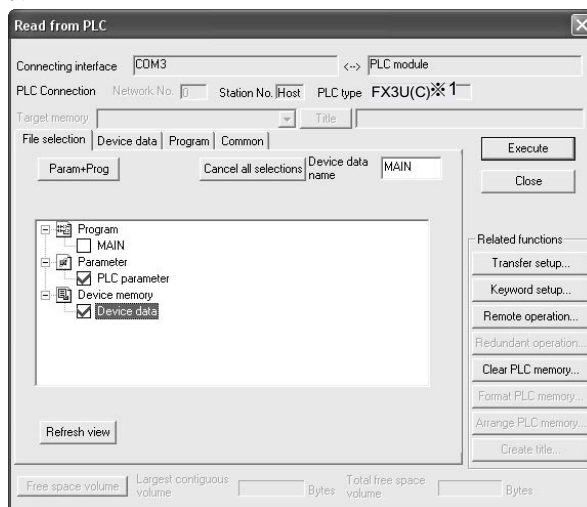 Read from PLC
Connecting interface COM3 <--> PLC module
PLC Connection Network No. 0 Station No. Host PLC type FX3U(C)※1
Target memory Title
File selection Device data Program Common
Execute
Param+Prog Cancel all selections Device data name MAIN
Close
Program
MAIN
Parameter
PLC parameter
Device memory
Device data
Related functions
Transfer setup...
Keyword setup...
Remote operation...
Redundant operation...
Clear PLC memory...
Format PLC memory...
Arrange PLC memory...
Create title...
Refresh view
Free space volume Largest contiguous volume Bytes Total free space volume Bytes